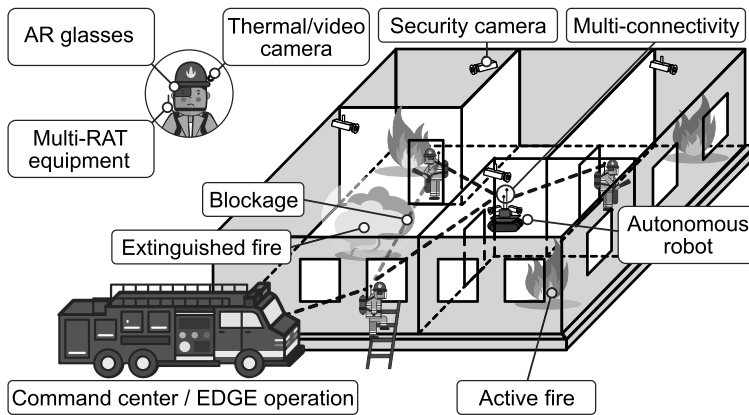 AR glasses
Thermal/video
camera
Security camera
Multi-connectivity
Multi-RAT
equipment
Blockage
Extinguished fire
Autonomous
robot
Command center / EDGE operation
Active fire